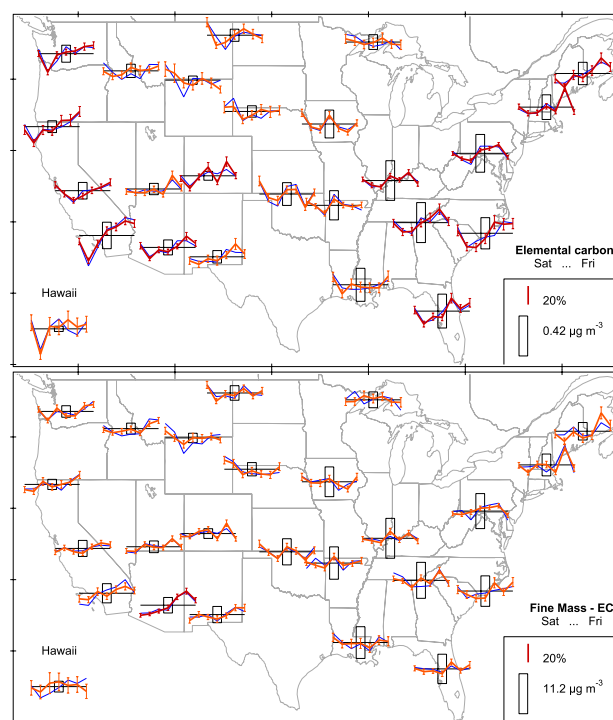 Elemental carbon
Sat ... Fri
Hawaii
20%
0.42 µg m⁻³
Fine Mass - EC
Sat ... Fri
Hawaii
20%
11.2 µg m⁻³